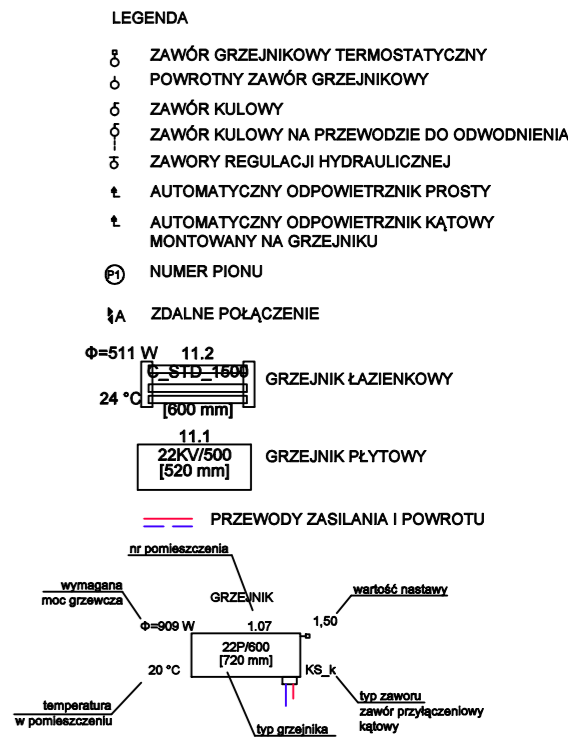 LEGENDA
ZAWÓR GRZEJNIKOWY TERMOSTATYCZNY
POWROTNY ZAWÓR GRZEJNIKOWY
ZAWÓR KULOWY
ZAWÓR KULOWY NA PRZEWODZIE DO ODWODNIENIA
ZAWORY REGULACJI HYDRAULICZNEJ
AUTOMATYCZNY ODPOWIETRZNIK PROSTY
AUTOMATYCZNY ODPOWIETRZNIK KĄTOWY
MONTOWANY NA GRZEJNIKU
P1 NUMER PIONU
A ZDALNE POŁĄCZENIE
Φ=511 W 11.2
C_STD_1500
GRZEJNIK ŁAZIENKOWY
24 °C
[600 mm]
11.1
22KV/500
[520 mm]
GRZEJNIK PŁYTOWY
PRZEWODY ZASILANIA I POWROTU
nr pomieszczenia
wymagana
moc grzewcza
GRZEJNIK
wartość nastawy
Φ=909 W 1.07 1,50
22P/600
[720 mm]
20 °C KS_k
temperatura
w pomieszczeniu
typ grzejnika
typ zaworu
zawór przyłączeniowy
kątowy